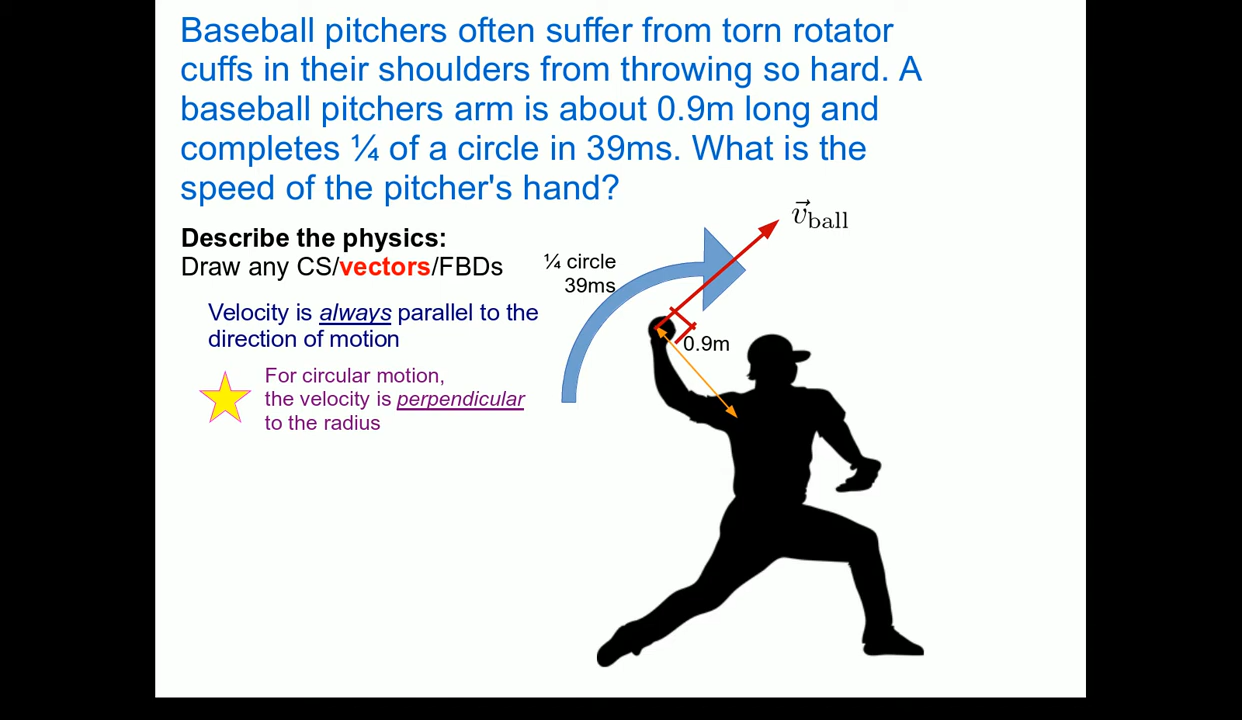 Baseball pitchers often suffer from torn rotator
cuffs in their shoulders from throwing so hard. A
baseball pitchers arm is about 0.9m long and
completes ¼ of a circle in 39ms. What is the
speed of the pitcher's hand?
v⃗ball
Describe the physics:
Draw any CS/vectors/FBDs
¼ circle
39ms
Velocity is always parallel to the
direction of motion
0.9m
For circular motion,
the velocity is perpendicular
to the radius